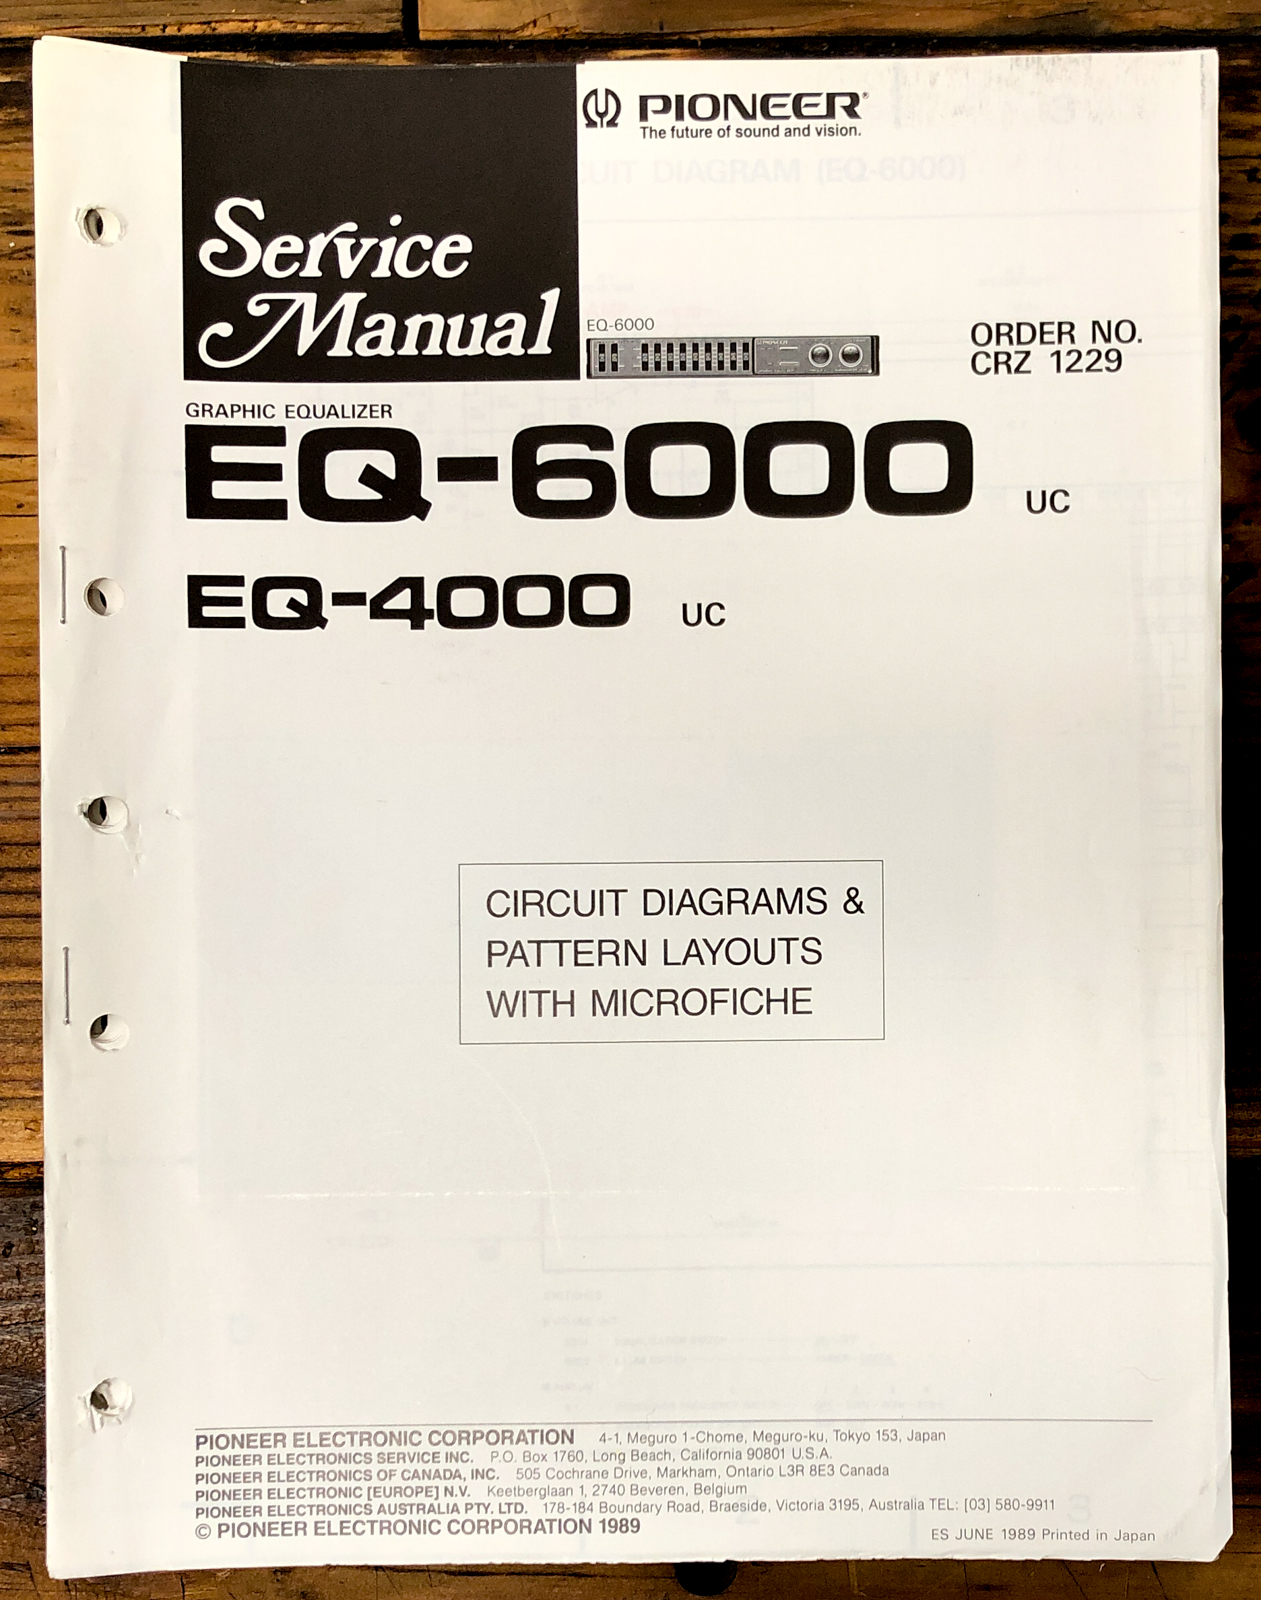 PIONEER®
The future of sound and vision.
Service
Manual
EQ-6000
ORDER NO.
CRZ 1229
GRAPHIC EQUALIZER
EQ-6000 UC
EQ-4000 UC
CIRCUIT DIAGRAMS &
PATTERN LAYOUTS
WITH MICROFICHE
PIONEER ELECTRONIC CORPORATION 4-1, Meguro 1-Chome, Meguro-ku, Tokyo 153, Japan
PIONEER ELECTRONICS SERVICE INC. P.O. Box 1760, Long Beach, California 90801 U.S.A.
PIONEER ELECTRONICS OF CANADA, INC. 505 Cochrane Drive, Markham, Ontario L3R 8E3 Canada
PIONEER ELECTRONIC [EUROPE] N.V. Keetberglaan 1, 2740 Beveren, Belgium
PIONEER ELECTRONICS AUSTRALIA PTY. LTD. 178-184 Boundary Road, Braeside, Victoria 3195, Australia TEL: [03] 580-9911
© PIONEER ELECTRONIC CORPORATION 1989
ES JUNE 1989 Printed in Japan